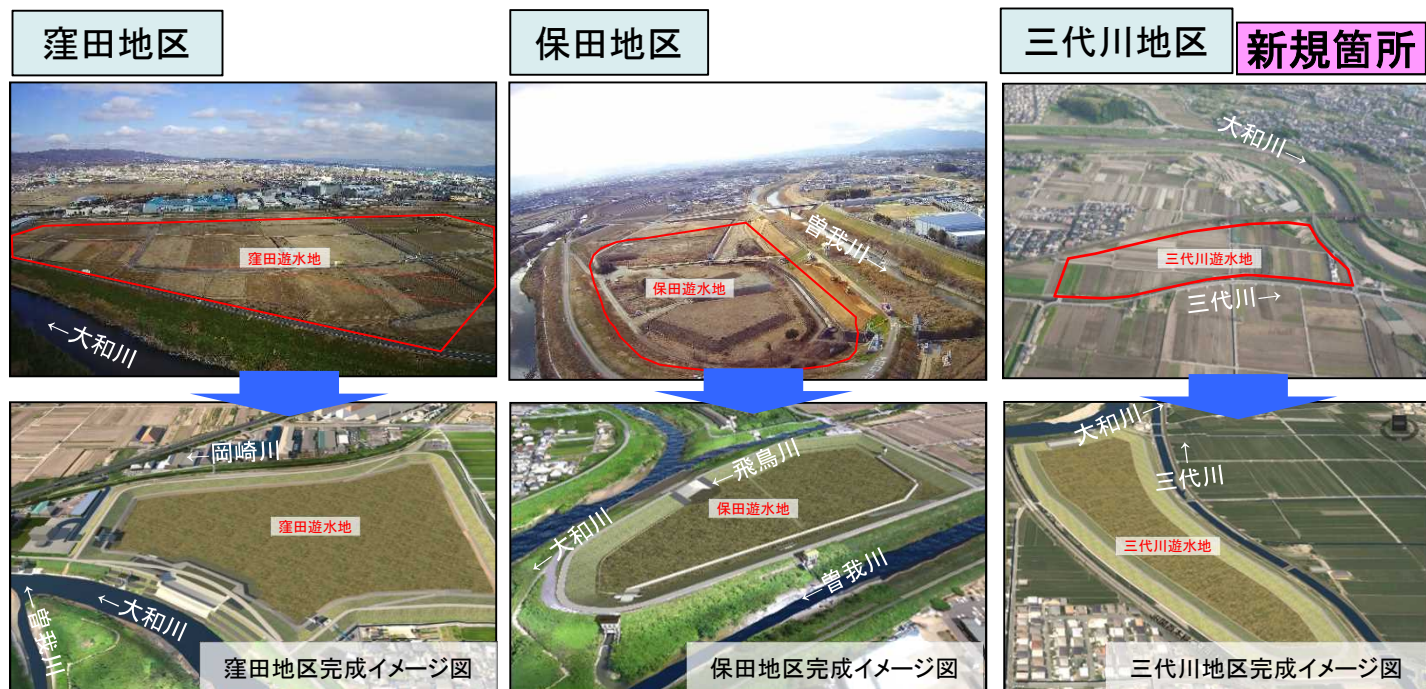 窪田地区
保田地区
三代川地区
新規箇所
窪田遊水地
←大和川
保田遊水地
曽我川→
大和川→
三代川遊水地
三代川→
←岡崎川
窪田遊水地
←大和川
←曽我川
窪田地区完成イメージ図
←飛鳥川
保田遊水地
←大和川
←曽我川
保田地区完成イメージ図
大和川→
三代川→
三代川遊水地
三代川地区完成イメージ図